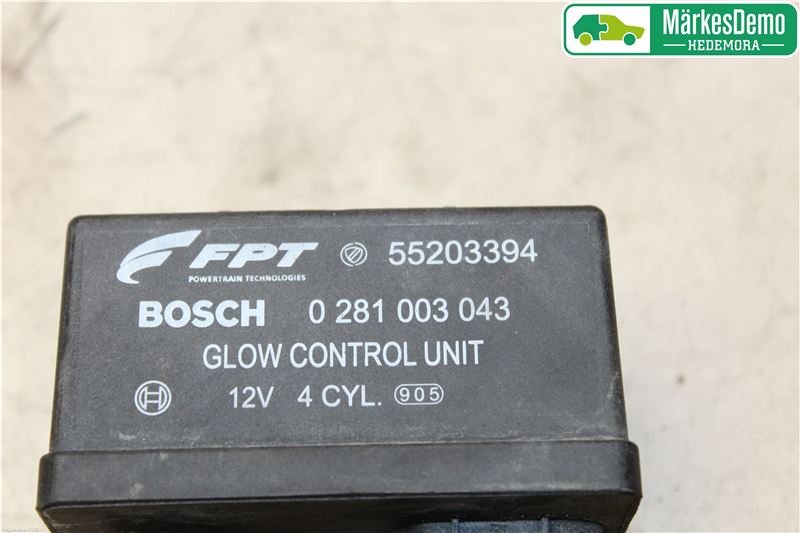 MärkesDemo
HEDEMORA
FPT 55203394
POWERTRAIN TECHNOLOGIES
BOSCH 0 281 003 043
GLOW CONTROL UNIT
12V 4 CYL. 905